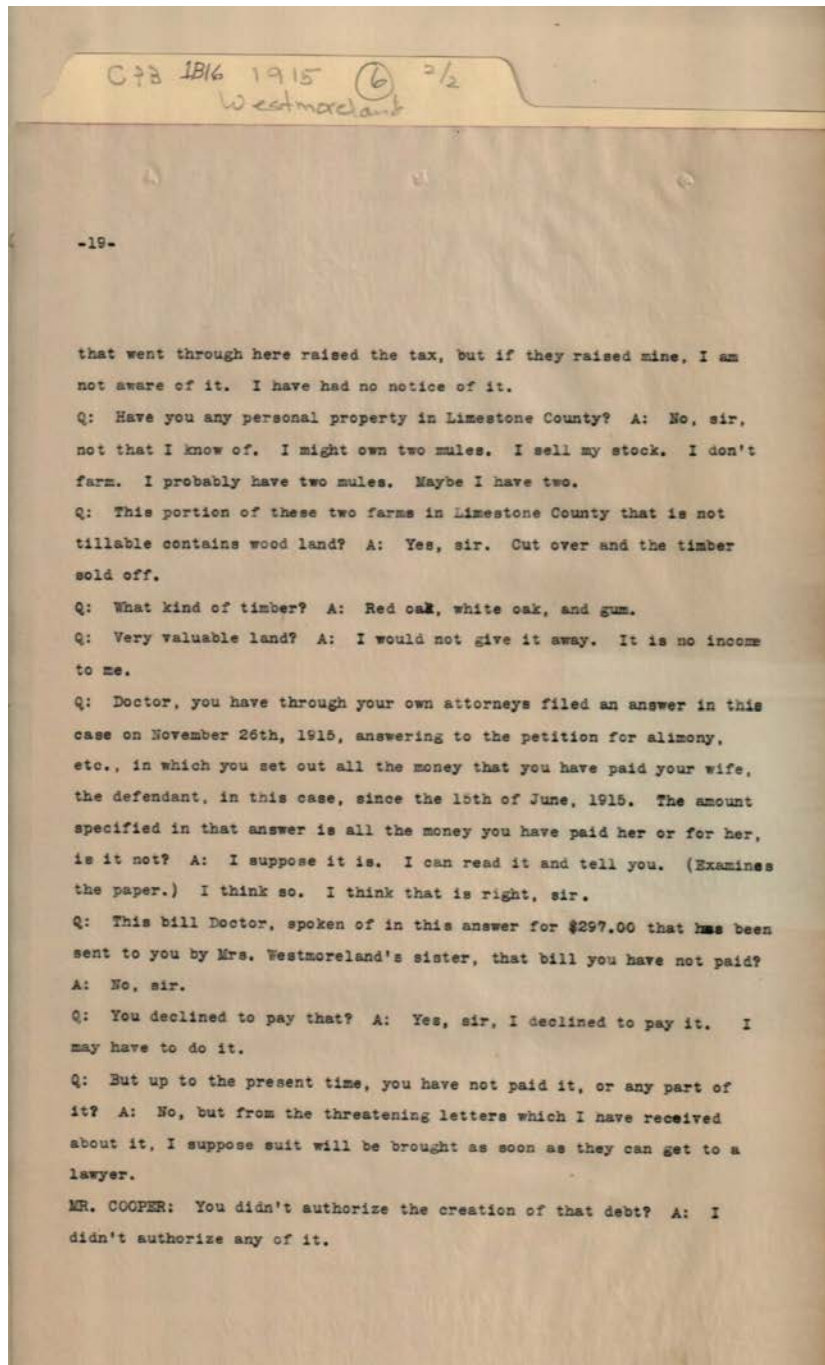 C73 1B16 1915 6 2/2
Westmoreland
-19-
that went through here raised the tax, but if they raised mine, I am
not aware of it. I have had no notice of it.
Q: Have you any personal property in Limestone County? A: No, sir,
not that I know of. I might own two mules. I sell my stock. I don't
farm. I probably have two mules. Maybe I have two.
Q: This portion of these two farms in Limestone County that is not
tillable contains wood land? A: Yes, sir. Cut over and the timber
sold off.
Q: What kind of timber? A: Red oak, white oak, and gum.
Q: Very valuable land? A: I would not give it away. It is no income
to me.
Q: Doctor, you have through your own attorneys filed an answer in this
case on November 26th, 1915, answering to the petition for alimony,
etc., in which you set out all the money that you have paid your wife,
the defendant, in this case, since the 15th of June, 1915. The amount
specified in that answer is all the money you have paid her or for her,
is it not? A: I suppose it is. I can read it and tell you. (Examines
the paper.) I think so. I think that is right, sir.
Q: This bill Doctor, spoken of in this answer for $297.00 that has been
sent to you by Mrs. Westmoreland's sister, that bill you have not paid?
A: No, sir.
Q: You declined to pay that? A: Yes, sir, I declined to pay it. I
may have to do it.
Q: But up to the present time, you have not paid it, or any part of
it? A: No, but from the threatening letters which I have received
about it, I suppose suit will be brought as soon as they can get to a
lawyer.
MR. COOPER: You didn't authorize the creation of that debt? A: I
didn't authorize any of it.